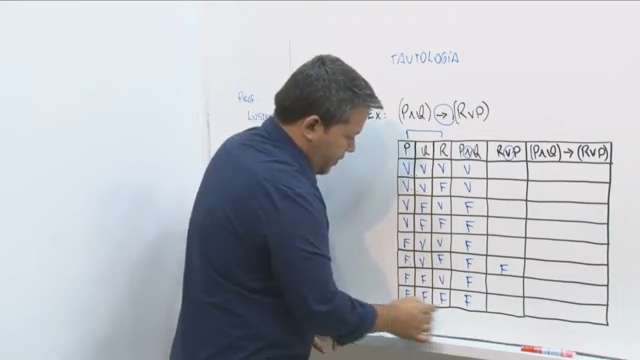 TAUTOLOGIA
PROF.
EX: (P∧Q) → (R∨P)
P Q R P∧Q R∨P (P∧Q) → (R∨P)
V V V V
V V F V
V F V F
V F F F
F V V F
F V F F F
F F V F
F F F F